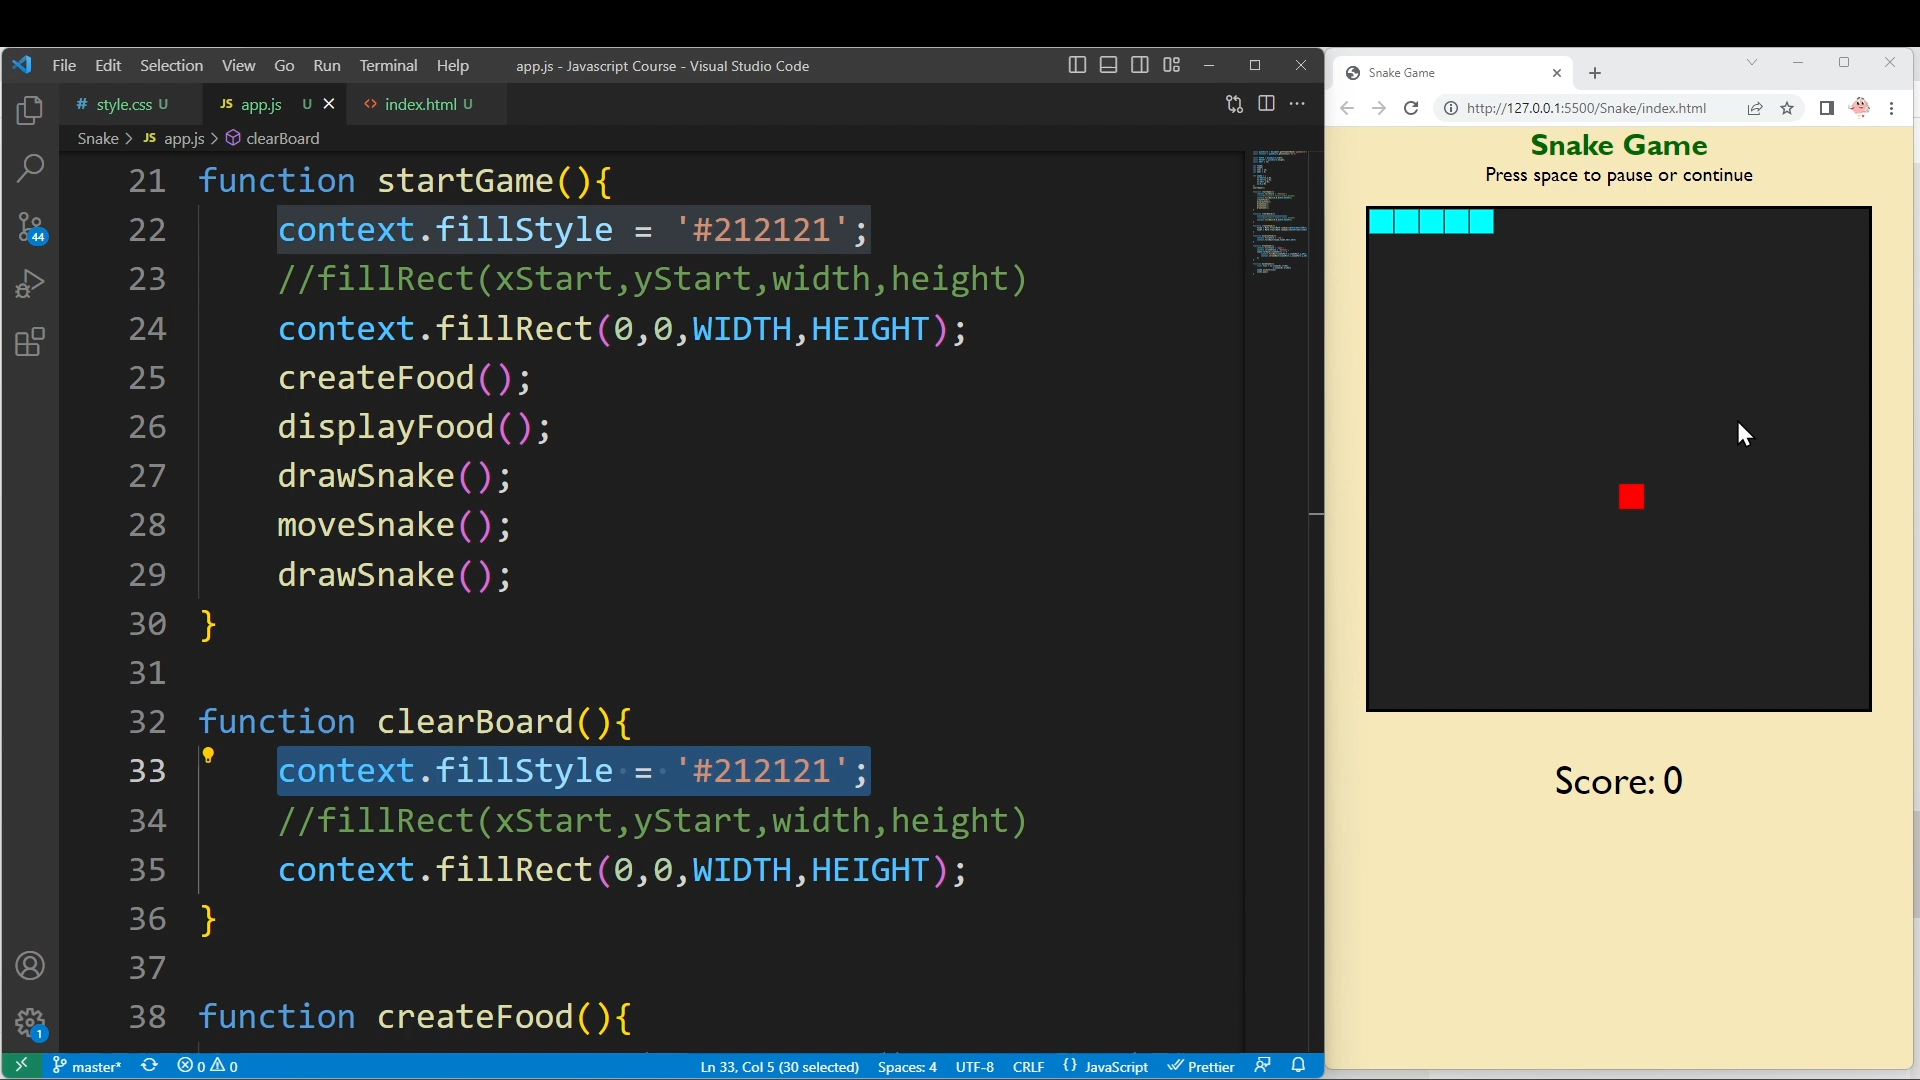 File Edit Selection View Go Run Terminal Help app.js - Javascript Course - Visual Studio Code
# style.css U JS app.js U <> index.html U
Snake > JS app.js > clearBoard
21 function startGame(){
22 context.fillStyle = '#212121';
23 //fillRect(xStart,yStart,width,height)
24 context.fillRect(0,0,WIDTH,HEIGHT);
25 createFood();
26 displayFood();
27 drawSnake();
28 moveSnake();
29 drawSnake();
30 }
31
32 function clearBoard(){
33 context.fillStyle = '#212121';
34 //fillRect(xStart,yStart,width,height)
35 context.fillRect(0,0,WIDTH,HEIGHT);
36 }
37
38 function createFood(){
44
1
master* 0 0 Ln 33, Col 5 (30 selected) Spaces: 4 UTF-8 CRLF {} JavaScript Prettier
Snake Game
http://127.0.0.1:5500/Snake/index.html
Snake Game
Press space to pause or continue
Score: 0